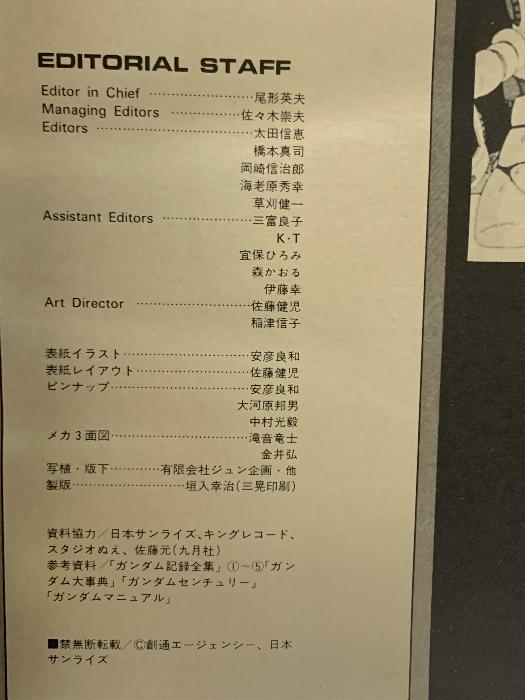 EDITORIAL STAFF
Editor in Chief ························尾形英夫
Managing Editors ················佐々木崇夫
Editors ·····································太田信恵
橋本真司
岡崎信治郎
海老原秀幸
草刈健一
Assistant Editors ·····················三富良子
K·T
宜保ひろみ
森かおる
伊藤幸
Art Director ···························佐藤健児
稲津信子
表紙イラスト·····························安彦良和
表紙レイアウト···························佐藤健児
ピンナップ·································安彦良和
大河原邦男
中村光毅
メカ3面図·································滝音竜士
金井弘
写植・版下···········有限会社ジュン企画・他
製版··························垣入幸治(三晃印刷)
資料協力／日本サンライズ、キングレコード、
スタジオぬえ、佐藤元(九月社)
参考資料／「ガンダム記録全集」①〜⑤「ガン
ダム大事典」「ガンダムセンチュリー」
「ガンダムマニュアル」
■禁無断転載／©創通エージェンシー、日本
サンライズ